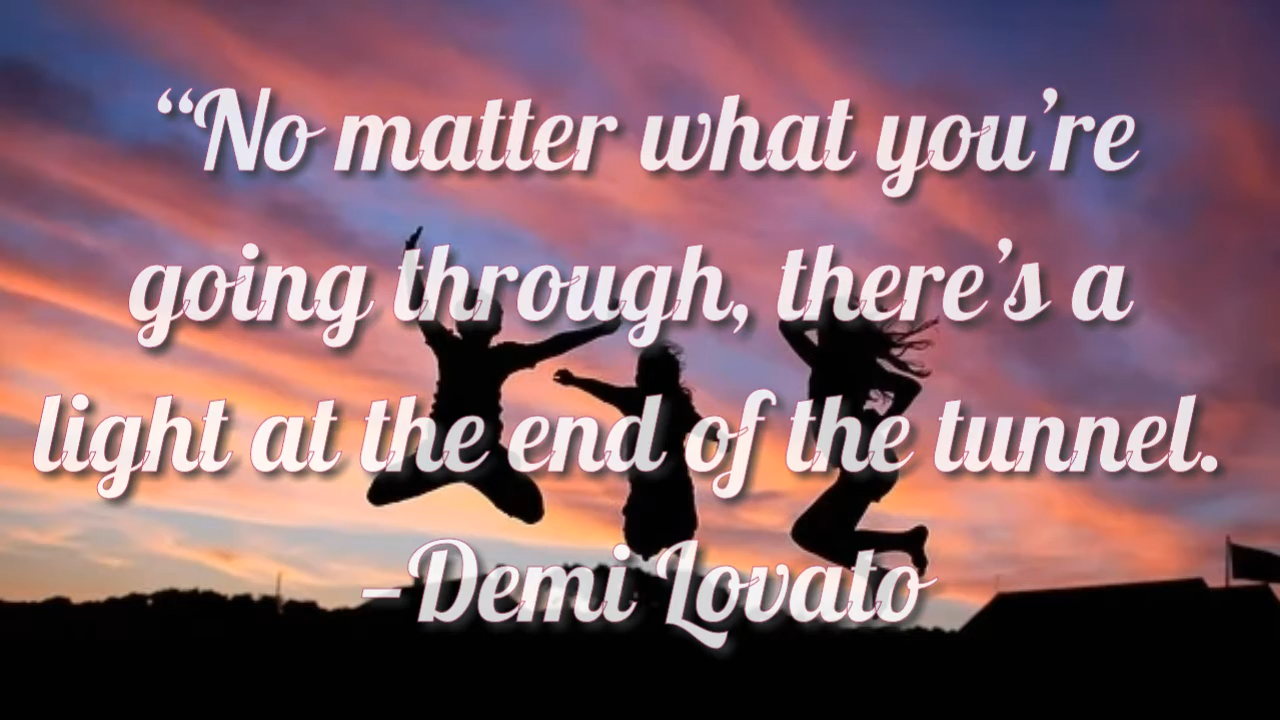 “No matter what you’re
going through, there’s a
light at the end of the tunnel.
–Demi Lovato